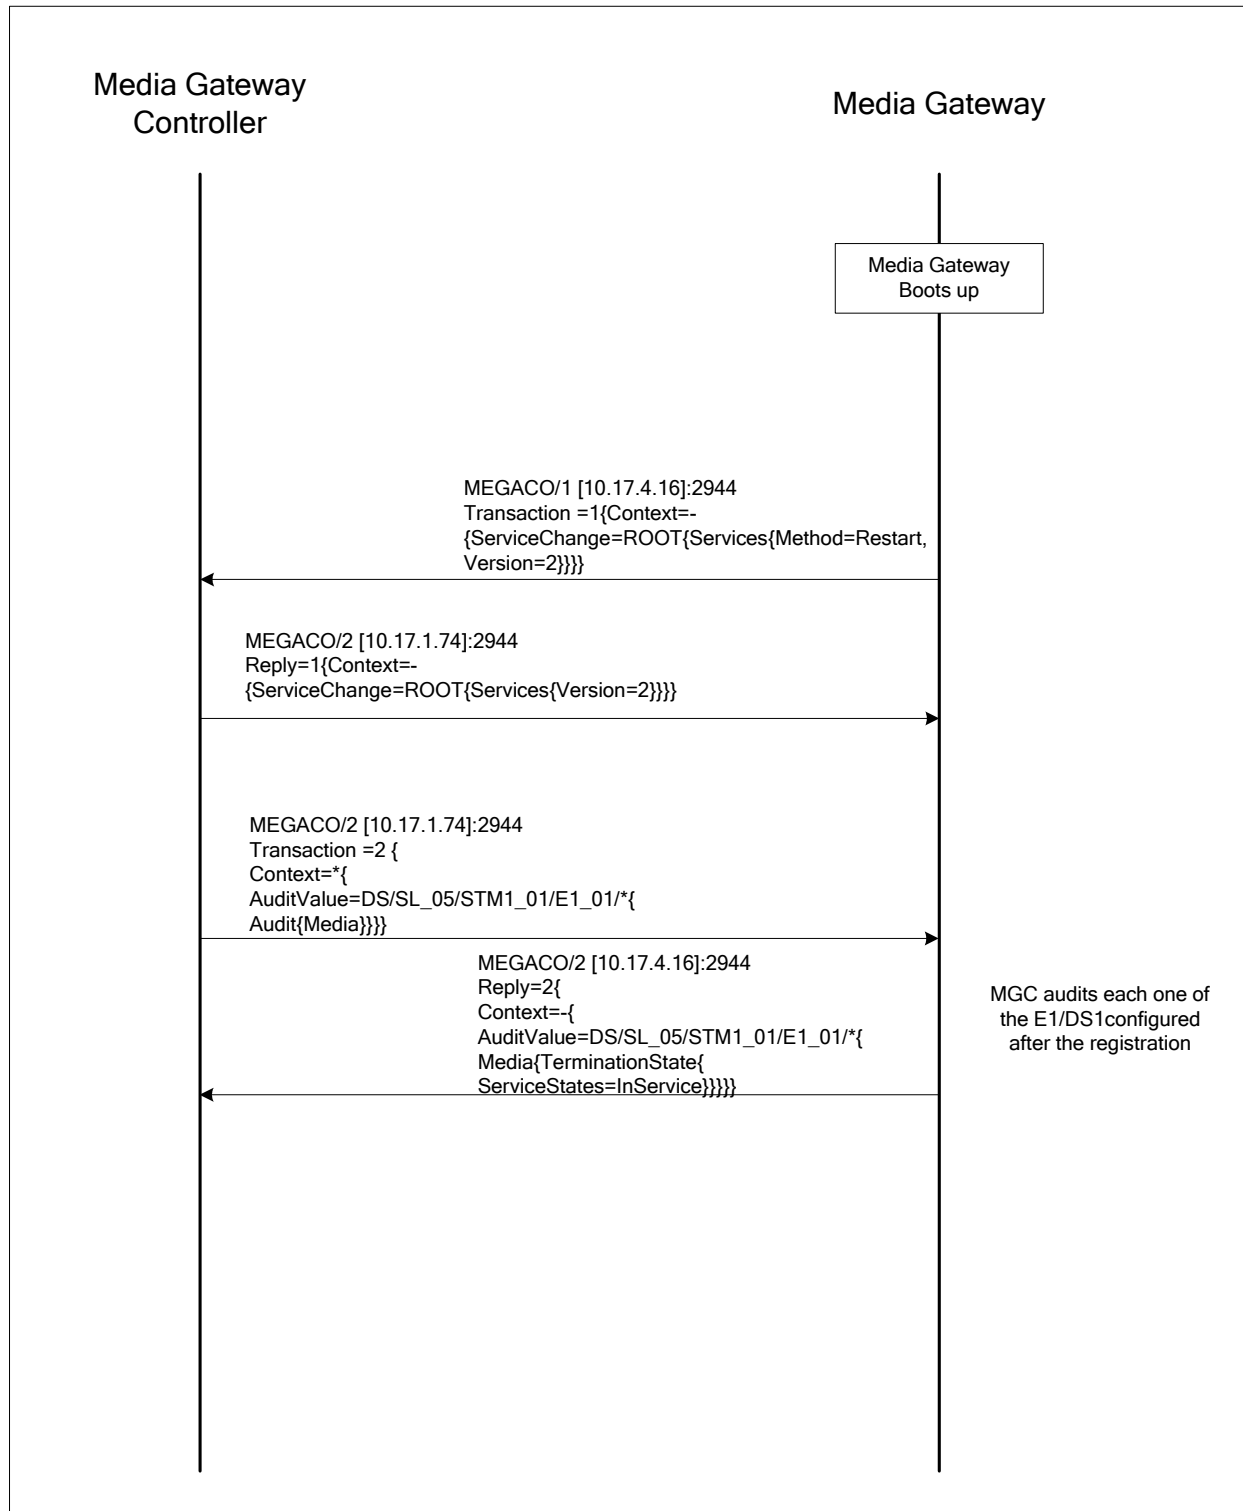 Media Gateway
Controller
Media Gateway
Media Gateway
Boots up
MEGACO/1 [10.17.4.16]:2944
Transaction =1{Context=-
{ServiceChange=ROOT{Services{Method=Restart,
Version=2}}}}
MEGACO/2 [10.17.1.74]:2944
Reply=1{Context=-
{ServiceChange=ROOT{Services{Version=2}}}}
MEGACO/2 [10.17.1.74]:2944
Transaction =2 {
Context=*{
AuditValue=DS/SL_05/STM1_01/E1_01/*{
Audit{Media}}}}
MEGACO/2 [10.17.4.16]:2944
Reply=2{
Context=-{
AuditValue=DS/SL_05/STM1_01/E1_01/*{
Media{TerminationState{
ServiceStates=InService}}}}}
MGC audits each one of
the E1/DS1configured
after the registration